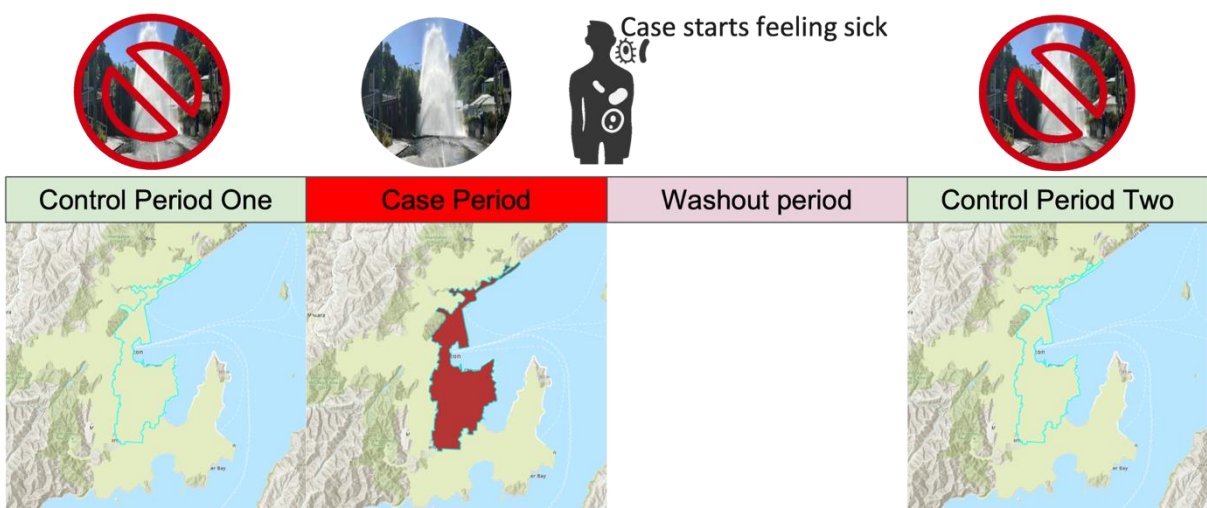 Case starts feeling sick
Control Period One
Case Period
Washout period
Control Period Two